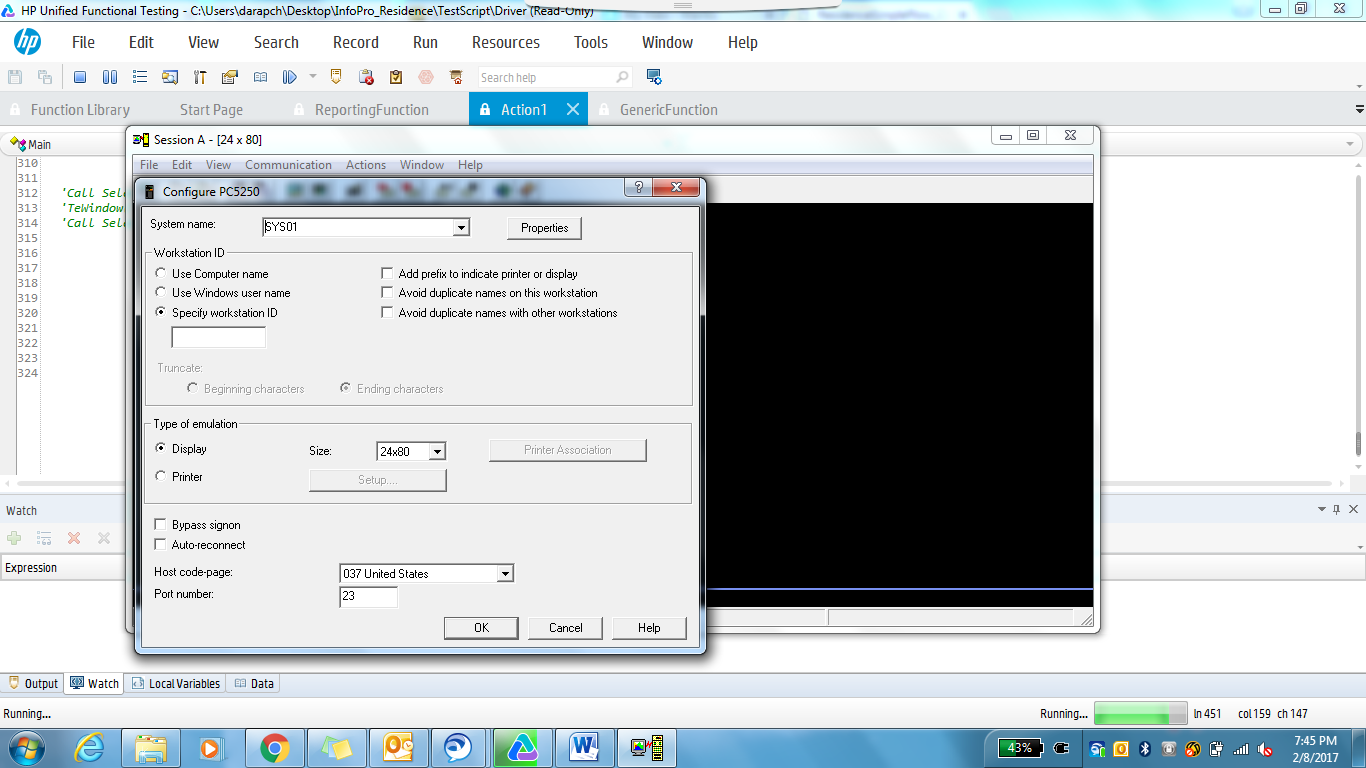 HP Unified Functional Testing - C:\Users\darapch\Desktop\InfoPro_Residence\TestScript\Driver (Read-Only)
hp File Edit View Search Record Run Resources Tools Window Help
Search help
Function Library Start Page ReportingFunction Action1 GenericFunction
Main
Session A - [24 x 80]
File Edit View Communication Actions Window Help
310
311
312 'Call Sele
313 'TeWindow
314 'Call Sele
315
316
317
318
319
320
321
322
323
324
Configure PC5250
System name: SYS01 Properties
Workstation ID
Use Computer name Add prefix to indicate printer or display
Use Windows user name Avoid duplicate names on this workstation
Specify workstation ID Avoid duplicate names with other workstations
Truncate:
Beginning characters Ending characters
Type of emulation
Display Size: 24x80 Printer Association
Printer Setup....
Bypass signon
Auto-reconnect
Host code-page: 037 United States
Port number: 23
OK Cancel Help
Watch
Expression
Output Watch Local Variables Data
Running... Running... ln 451 col 159 ch 147
43% 7:45 PM
2/8/2017